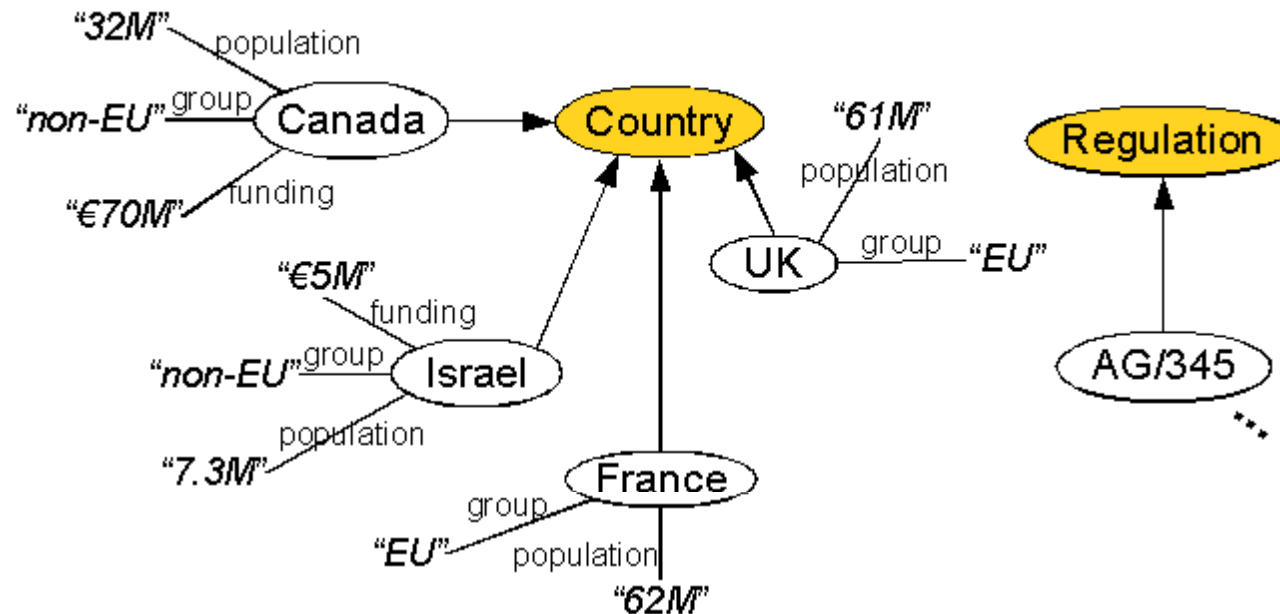 “32M”
population
“non-EU”
group
Canada
Country
“61M”
Regulation
funding
population
“€70M”
UK
group
“EU”
“€5M”
funding
“non-EU”
group
Israel
AG/345
...
population
“7.3M”
France
group
“EU”
population
“62M”